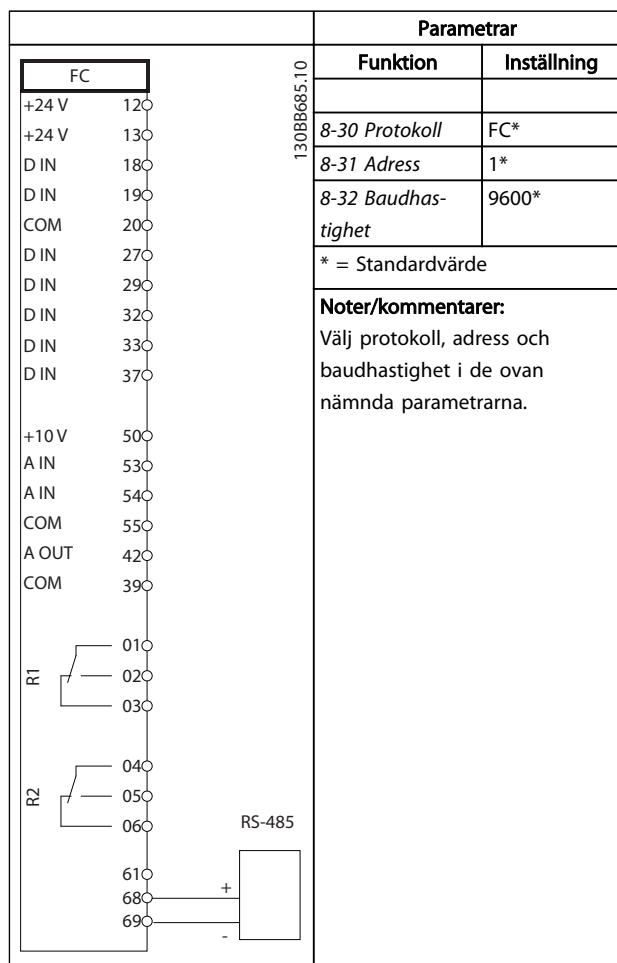 FC
+24 V 12
+24 V 13
D IN 18
D IN 19
COM 20
D IN 27
D IN 29
D IN 32
D IN 33
D IN 37
+10 V 50
A IN 53
A IN 54
COM 55
A OUT 42
COM 39
R1
01
02
03
R2
04
05
06
RS-485
61
68 +
69 -
130BB685.10
Parametrar
Funktion Inställning
8-30 Protokoll FC*
8-31 Adress 1*
8-32 Baudhas- 9600*
tighet
* = Standardvärde
Noter/kommentarer:
Välj protokoll, adress och
baudhastighet i de ovan
nämnda parametrarna.